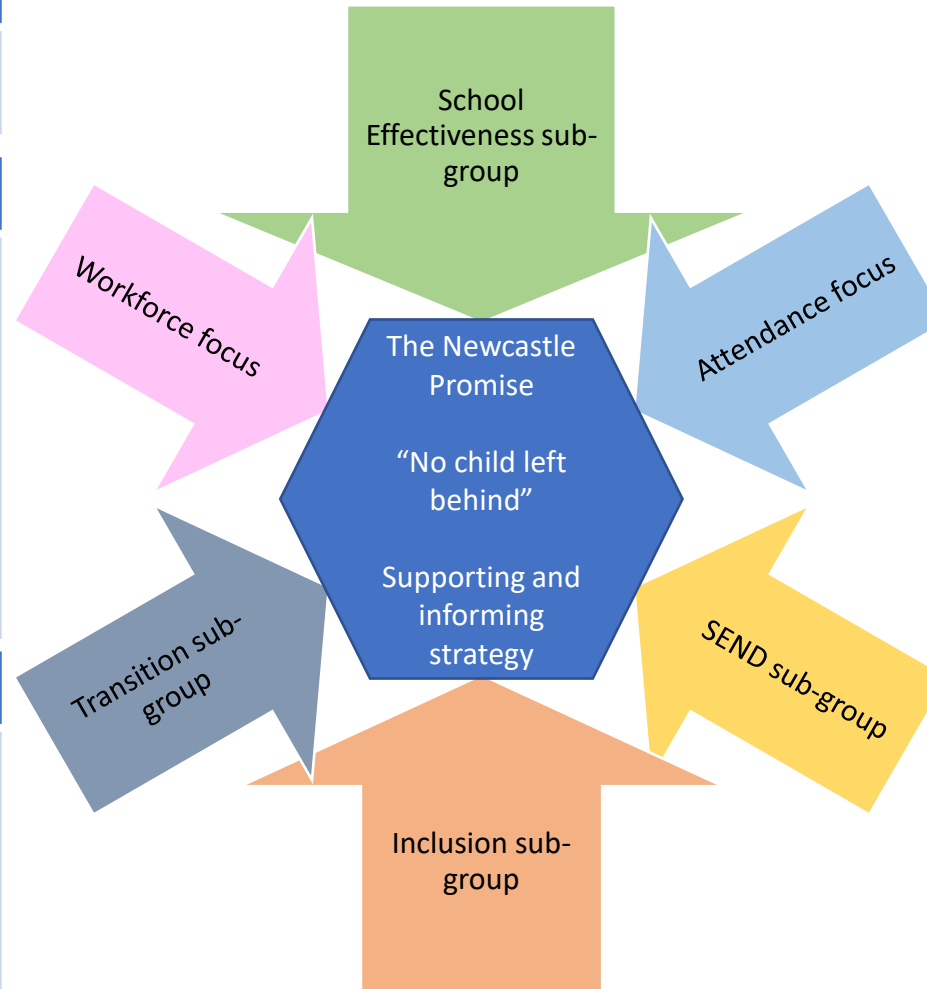 School
Effectiveness sub-
group
Workforce focus
Attendance focus
The Newcastle
Promise
“No child left
behind”
Supporting and
informing
strategy
Transition sub-
group
SEND sub-group
Inclusion sub-
group